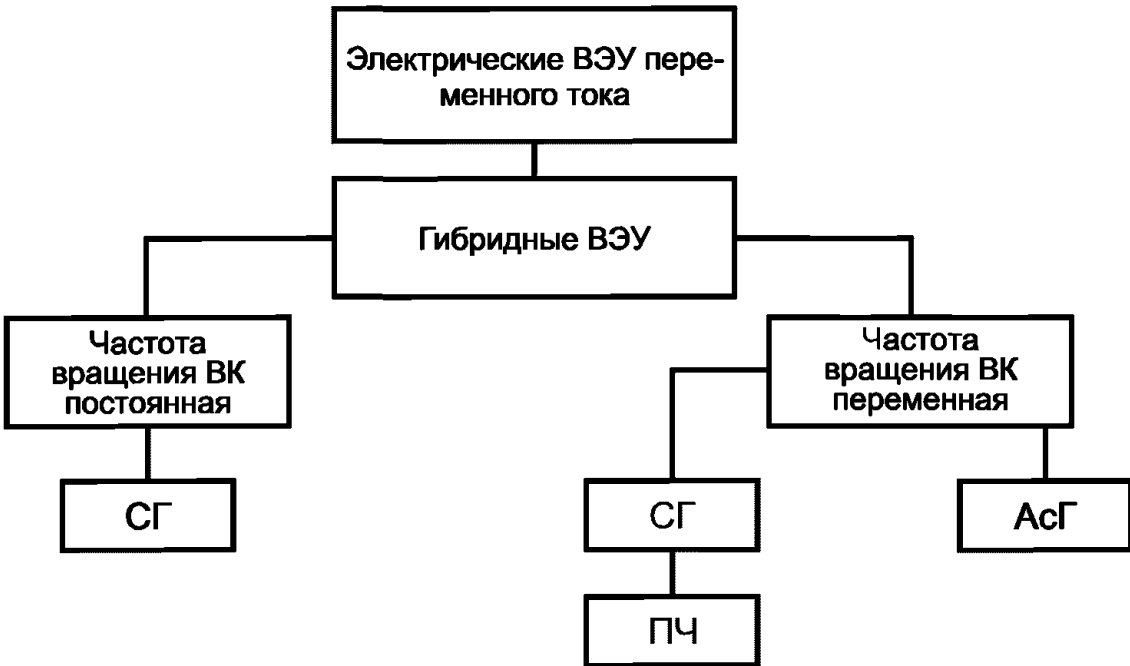 Электрические ВЭУ пере-
менного тока
Гибридные ВЭУ
Частота
вращения ВК
постоянная
Частота
вращения ВК
переменная
СГ
СГ
АсГ
ПЧ